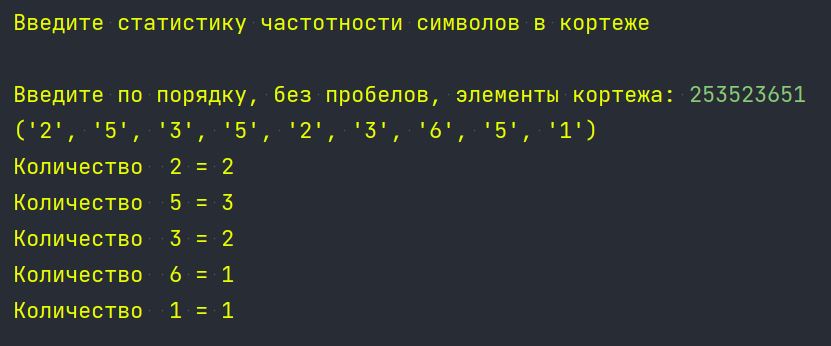 Введите статистику частотности символов в кортеже
Введите по порядку, без пробелов, элементы кортежа: 253523651
('2', '5', '3', '5', '2', '3', '6', '5', '1')
Количество  2 = 2
Количество  5 = 3
Количество  3 = 2
Количество  6 = 1
Количество  1 = 1